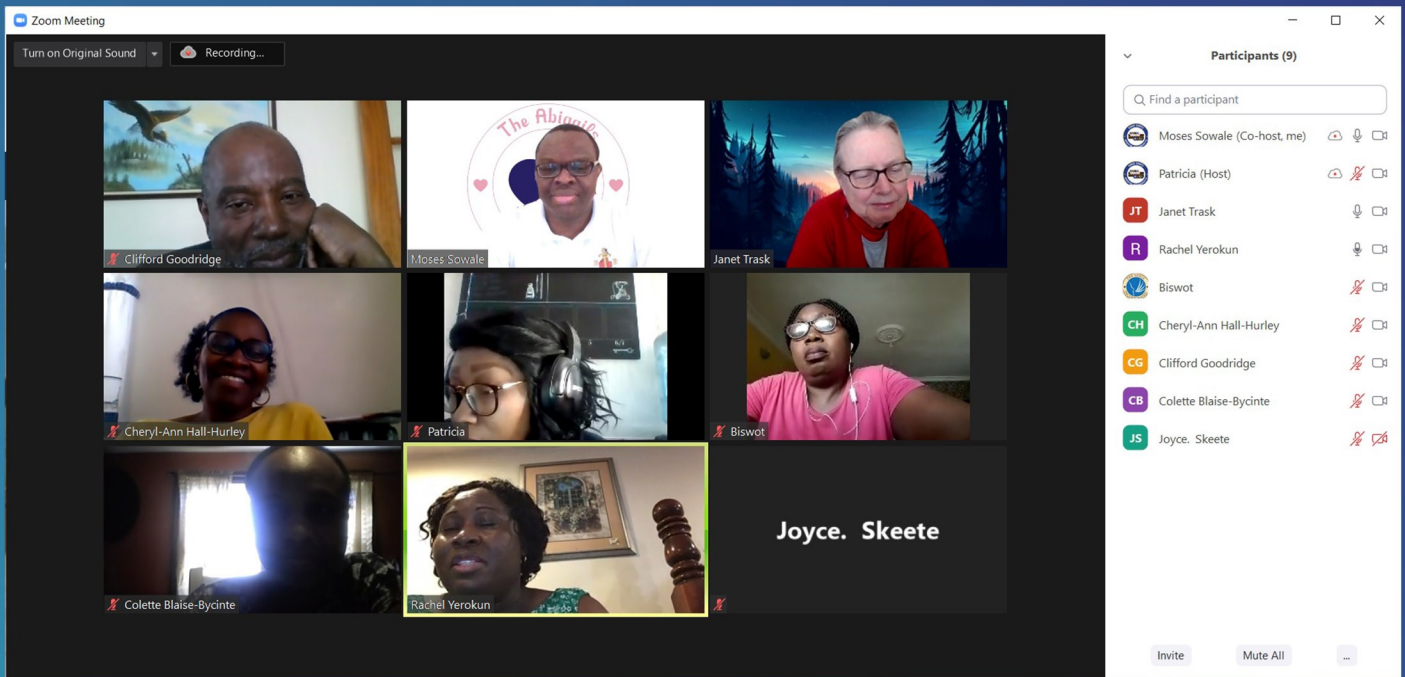 Zoom Meeting
Turn on Original Sound
Recording...
The Abigails
Clifford Goodridge
Moses Sowale
Janet Trask
Cheryl-Ann Hall-Hurley
Patricia
Biswot
Colette Blaise-Bycinte
Rachel Yerokun
Joyce. Skeete
Participants (9)
Find a participant
Moses Sowale (Co-host, me)
Patricia (Host)
JT Janet Trask
R Rachel Yerokun
Biswot
CH Cheryl-Ann Hall-Hurley
CG Clifford Goodridge
CB Colette Blaise-Bycinte
JS Joyce. Skeete
Invite Mute All ...